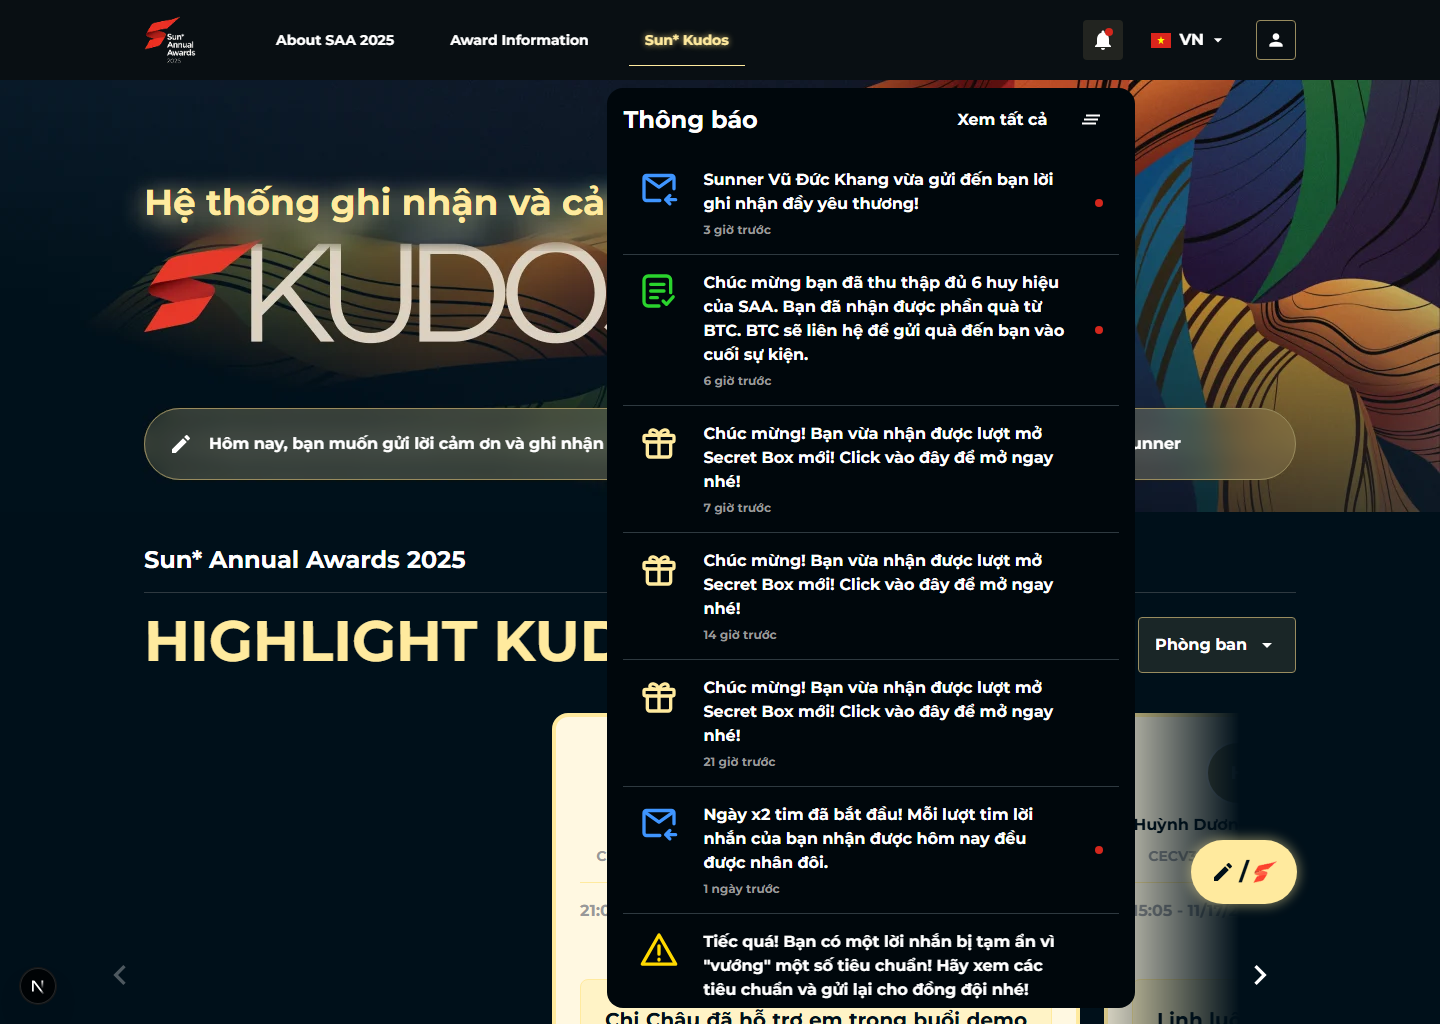 Sun*
Annual
Awards
2025
About SAA 2025
Award Information
Sun* Kudos
VN
Thông báo
Xem tất cả
Sunner Vũ Đức Khang vừa gửi đến bạn lời
ghi nhận đầy yêu thương!
3 giờ trước
Chúc mừng bạn đã thu thập đủ 6 huy hiệu
của SAA. Bạn đã nhận được phần quà từ
BTC. BTC sẽ liên hệ để gửi quà đến bạn vào
cuối sự kiện.
6 giờ trước
Chúc mừng! Bạn vừa nhận được lượt mở
Secret Box mới! Click vào đây để mở ngay
nhé!
7 giờ trước
Chúc mừng! Bạn vừa nhận được lượt mở
Secret Box mới! Click vào đây để mở ngay
nhé!
14 giờ trước
Chúc mừng! Bạn vừa nhận được lượt mở
Secret Box mới! Click vào đây để mở ngay
nhé!
21 giờ trước
Ngày x2 tim đã bắt đầu! Mỗi lượt tim lời
nhắn của bạn nhận được hôm nay đều
được nhân đôi.
1 ngày trước
Tiếc quá! Bạn có một lời nhắn bị tạm ẩn vì
"vướng" một số tiêu chuẩn! Hãy xem các
tiêu chuẩn và gửi lại cho đồng đội nhé!
Hệ thống ghi nhận và cả
KUDO
Hôm nay, bạn muốn gửi lời cảm ơn và ghi nhận
Sun* Annual Awards 2025
HIGHLIGHT KUD
Phòng ban
Huỳnh Dươn
CECV
15:05 - 11/17/
N
Chị Châu đã hỗ trợ em trong buổi demo